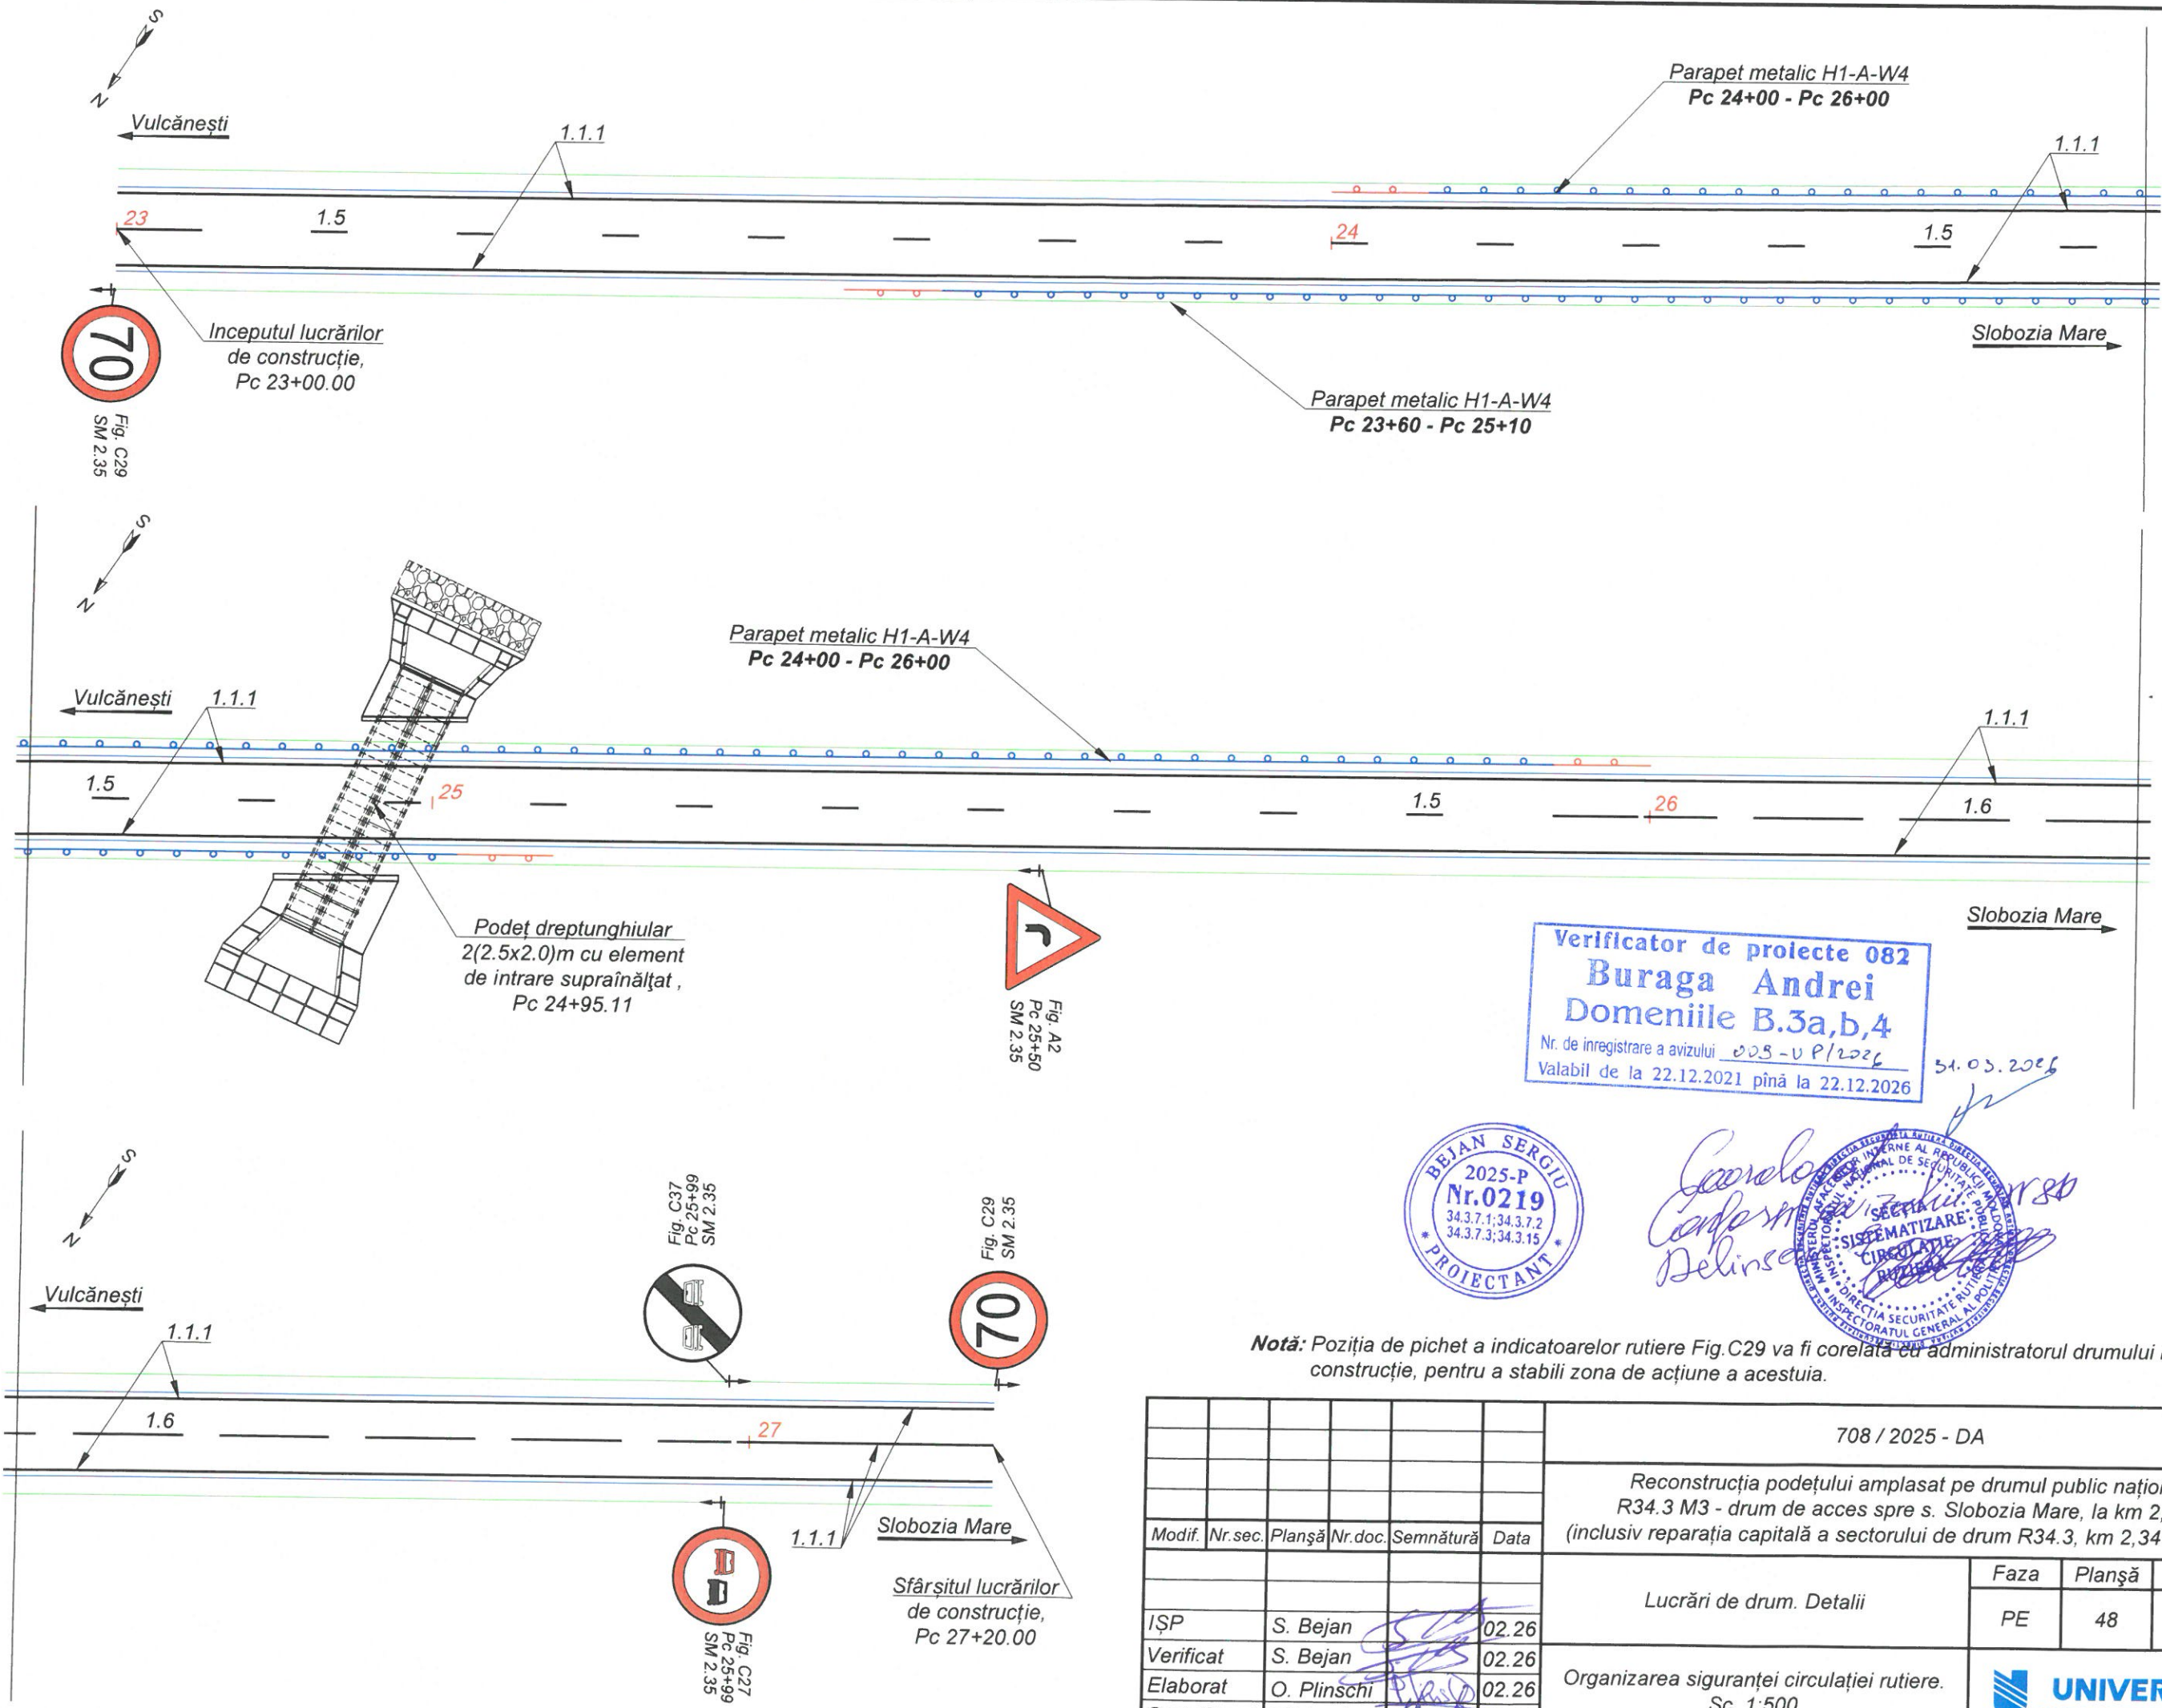 S
N
Vulcănești
1.1.1
Parapet metalic H1-A-W4
Pc 24+00 - Pc 26+00
1.1.1
23
1.5
24
1.5
70
Fig. C29
SM 2.35
Inceputul lucrărilor
de construcție,
Pc 23+00.00
Slobozia Mare
Parapet metalic H1-A-W4
Pc 23+60 - Pc 25+10
S
N
Parapet metalic H1-A-W4
Pc 24+00 - Pc 26+00
Vulcănești
1.1.1
1.1.1
1.5
25
1.5
26
1.6
Podeț dreptunghiular
2(2.5x2.0)m cu element
de intrare supraînălțat ,
Pc 24+95.11
Fig. A2
Pc 25+50
SM 2.35
Slobozia Mare
Verificator de proiecte 082
Buraga Andrei
Domeniile B.3a,b,4
Nr. de inregistrare a avizului
Valabil de la 22.12.2021 pînă la 22.12.2026
31.03.2026
BEJAN SERGIU
2025-P
Nr.0219
34.3.7.1;34.3.7.2
34.3.7.3;34.3.15
* PROIECTANT *
SECȚIA
SISTEMATIZARE
CIRCULAȚIE
RUTIERĂ
S
N
Fig. C37
Pc 25+99
SM 2.35
Fig. C29
SM 2.35
70
Vulcănești
1.1.1
1.6
27
1.1.1
Slobozia Mare
Fig. C27
Pc 25+99
SM 2.35
Sfârșitul lucrărilor
de construcție,
Pc 27+20.00
Notă: Poziția de pichet a indicatoarelor rutiere Fig.C29 va fi corelată cu administratorul drumului
construcție, pentru a stabili zona de acțiune a acestuia.
708 / 2025 - DA
Reconstrucția podețului amplasat pe drumul public națio
R34.3 M3 - drum de acces spre s. Slobozia Mare, la km 2,
(inclusiv reparația capitală a sectorului de drum R34.3, km 2,34
Modif. Nr.sec. Planșă Nr.doc. Semnătură Data
Lucrări de drum. Detalii
Faza Planșă
PE 48
IȘP S. Bejan 02.26
Verificat S. Bejan 02.26
Elaborat O. Plinschi 02.26
Organizarea siguranței circulației rutiere.
Sc. 1:500
UNIVER